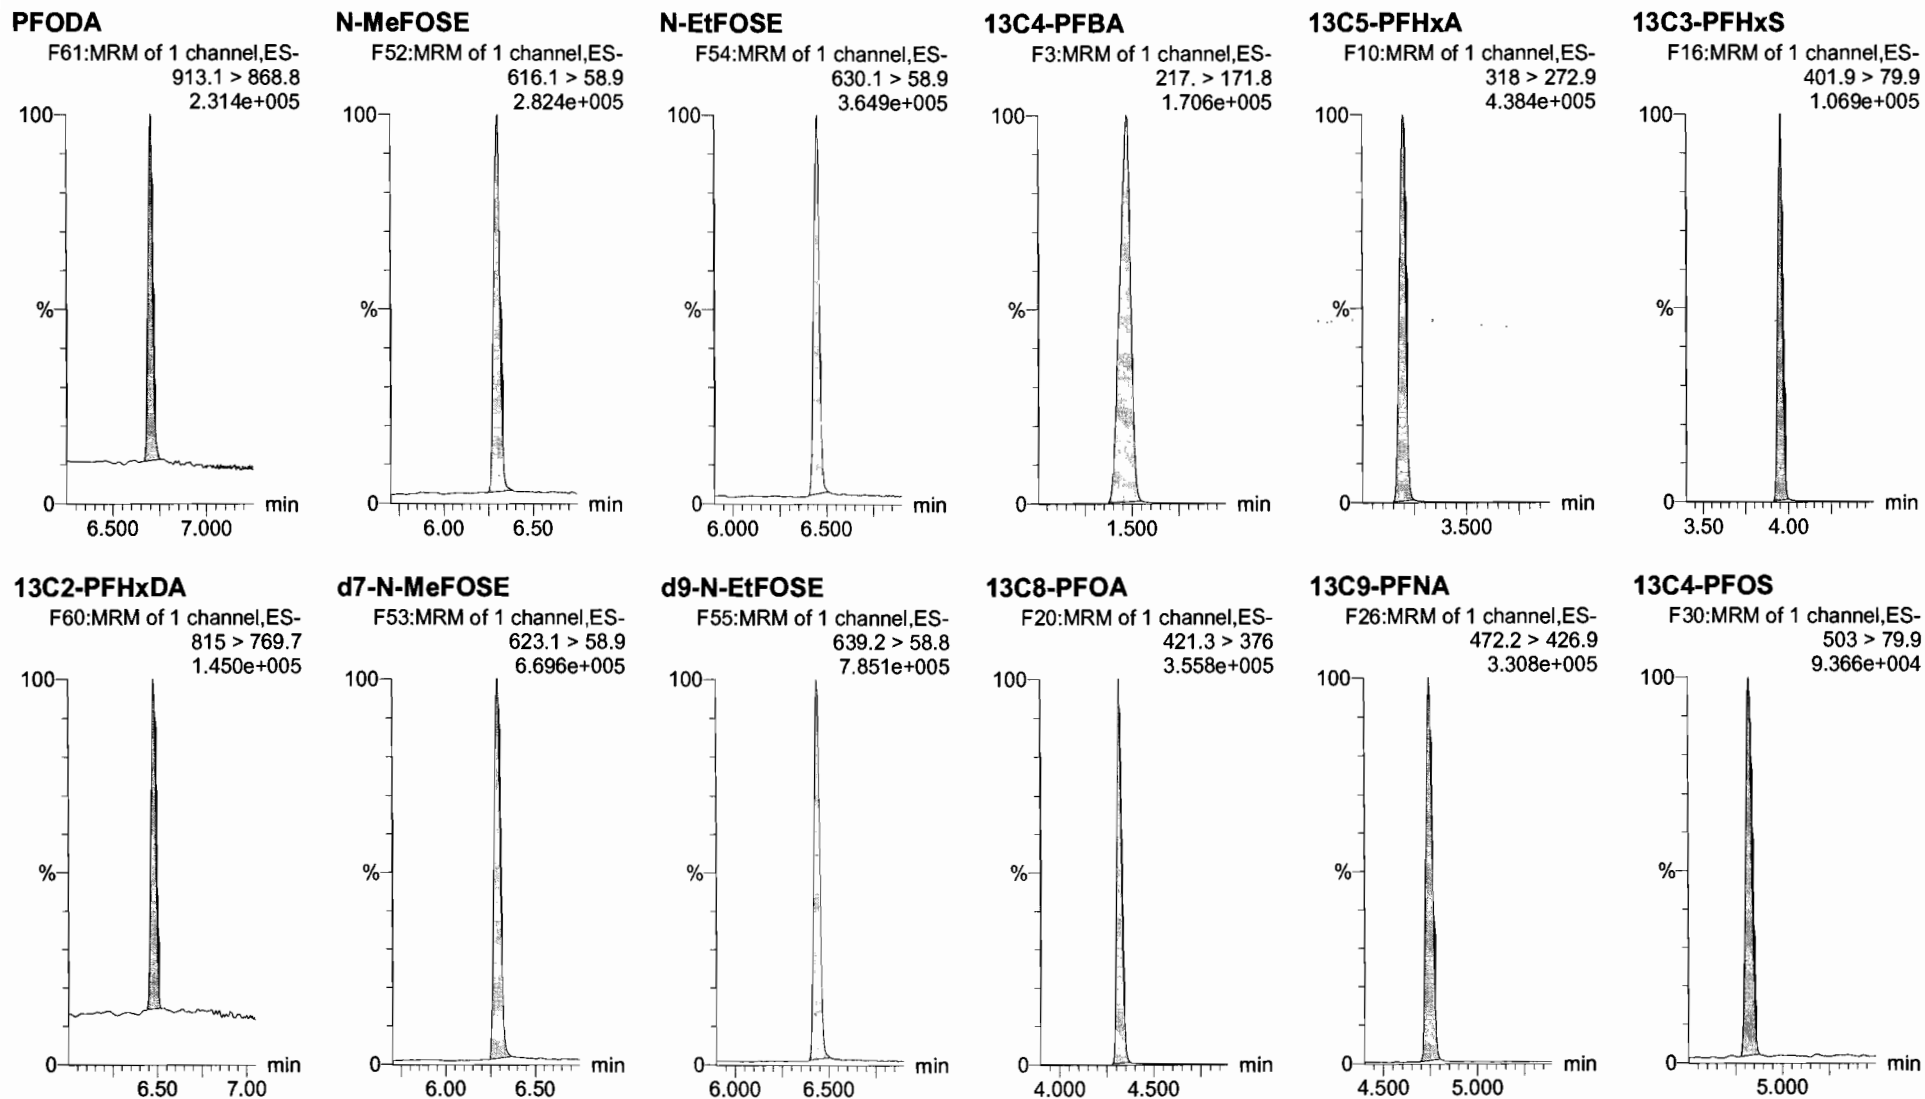 PFODA
F61:MRM of 1 channel,ES-
913.1 > 868.8
2.314e+005
100
%
0
min
6.500 7.000
N-MeFOSE
F52:MRM of 1 channel,ES-
616.1 > 58.9
2.824e+005
100
%
0
min
6.00 6.50
N-EtFOSE
F54:MRM of 1 channel,ES-
630.1 > 58.9
3.649e+005
100
%
0
min
6.000 6.500
13C4-PFBA
F3:MRM of 1 channel,ES-
217. > 171.8
1.706e+005
100
%
0
min
1.500
13C5-PFHxA
F10:MRM of 1 channel,ES-
318 > 272.9
4.384e+005
100
%
0
min
3.500
13C3-PFHxS
F16:MRM of 1 channel,ES-
401.9 > 79.9
1.069e+005
100
%
0
min
3.50 4.00
13C2-PFHxDA
F60:MRM of 1 channel,ES-
815 > 769.7
1.450e+005
100
%
0
min
6.50 7.00
d7-N-MeFOSE
F53:MRM of 1 channel,ES-
623.1 > 58.9
6.696e+005
100
%
0
min
6.00 6.50
d9-N-EtFOSE
F55:MRM of 1 channel,ES-
639.2 > 58.8
7.851e+005
100
%
0
min
6.000 6.500
13C8-PFOA
F20:MRM of 1 channel,ES-
421.3 > 376
3.558e+005
100
%
0
min
4.000 4.500
13C9-PFNA
F26:MRM of 1 channel,ES-
472.2 > 426.9
3.308e+005
100
%
0
min
4.500 5.000
13C4-PFOS
F30:MRM of 1 channel,ES-
503 > 79.9
9.366e+004
100
%
0
min
5.000